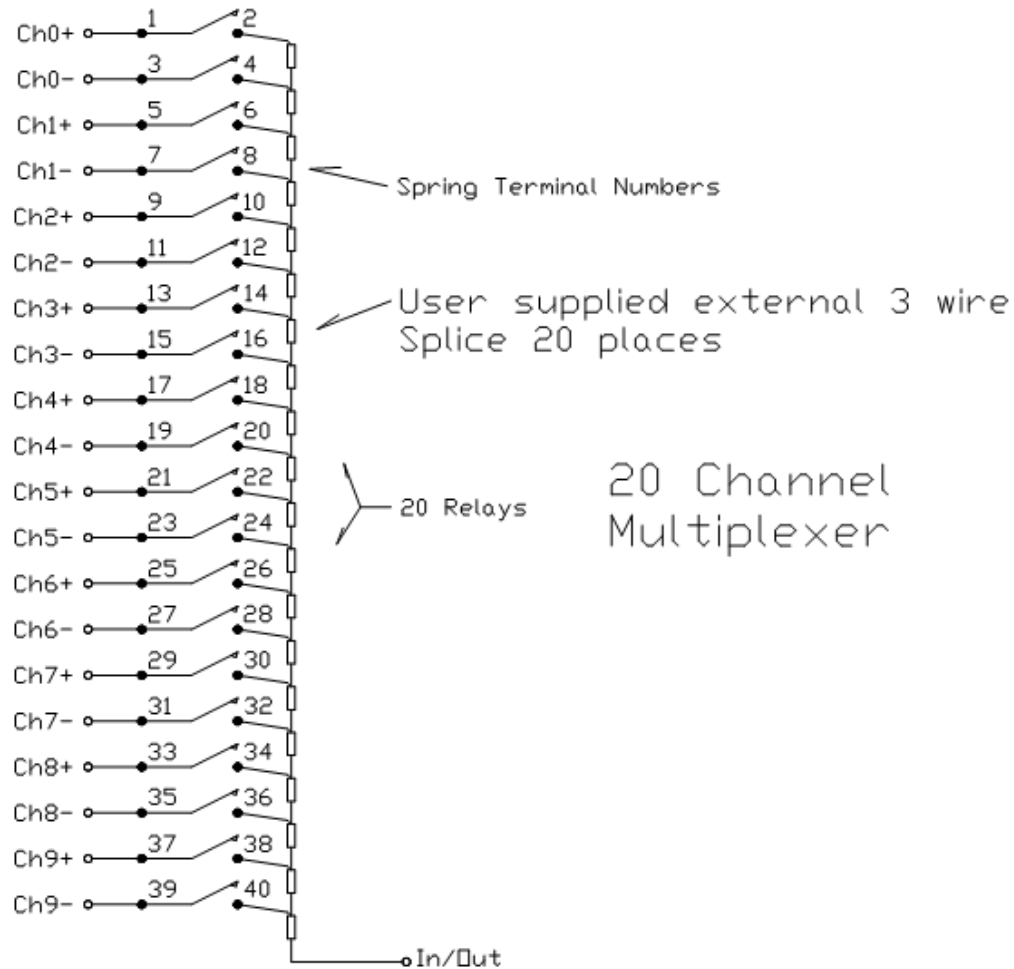 Ch0+ 1 2
Ch0- 3 4
Ch1+ 5 6
Ch1- 7 8
Spring Terminal Numbers
Ch2+ 9 10
Ch2- 11 12
Ch3+ 13 14
User supplied external 3 wire
Splice 20 places
Ch3- 15 16
Ch4+ 17 18
Ch4- 19 20
Ch5+ 21 22
20 Relays
20 Channel
Multiplexer
Ch5- 23 24
Ch6+ 25 26
Ch6- 27 28
Ch7+ 29 30
Ch7- 31 32
Ch8+ 33 34
Ch8- 35 36
Ch9+ 37 38
Ch9- 39 40
In/Out